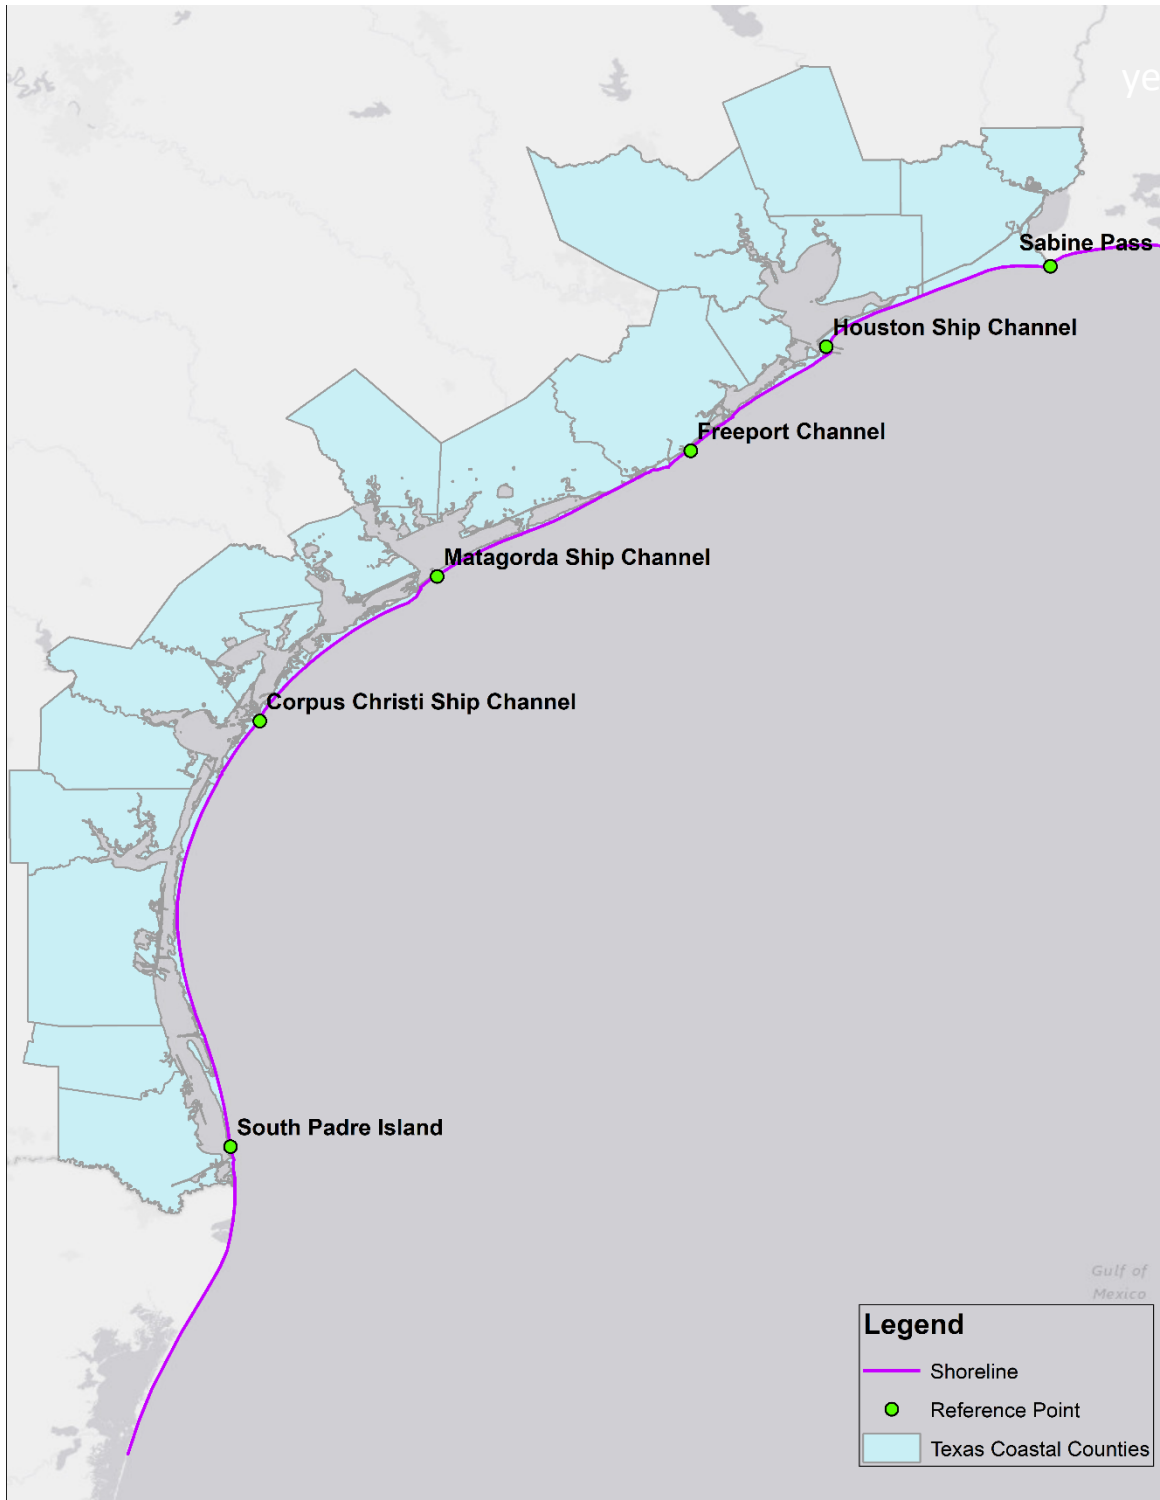 ye
Sabine Pass
Houston Ship Channel
Freeport Channel
Matagorda Ship Channel
Corpus Christi Ship Channel
South Padre Island
Gulf of
Mexico
Legend
Shoreline
Reference Point
Texas Coastal Counties